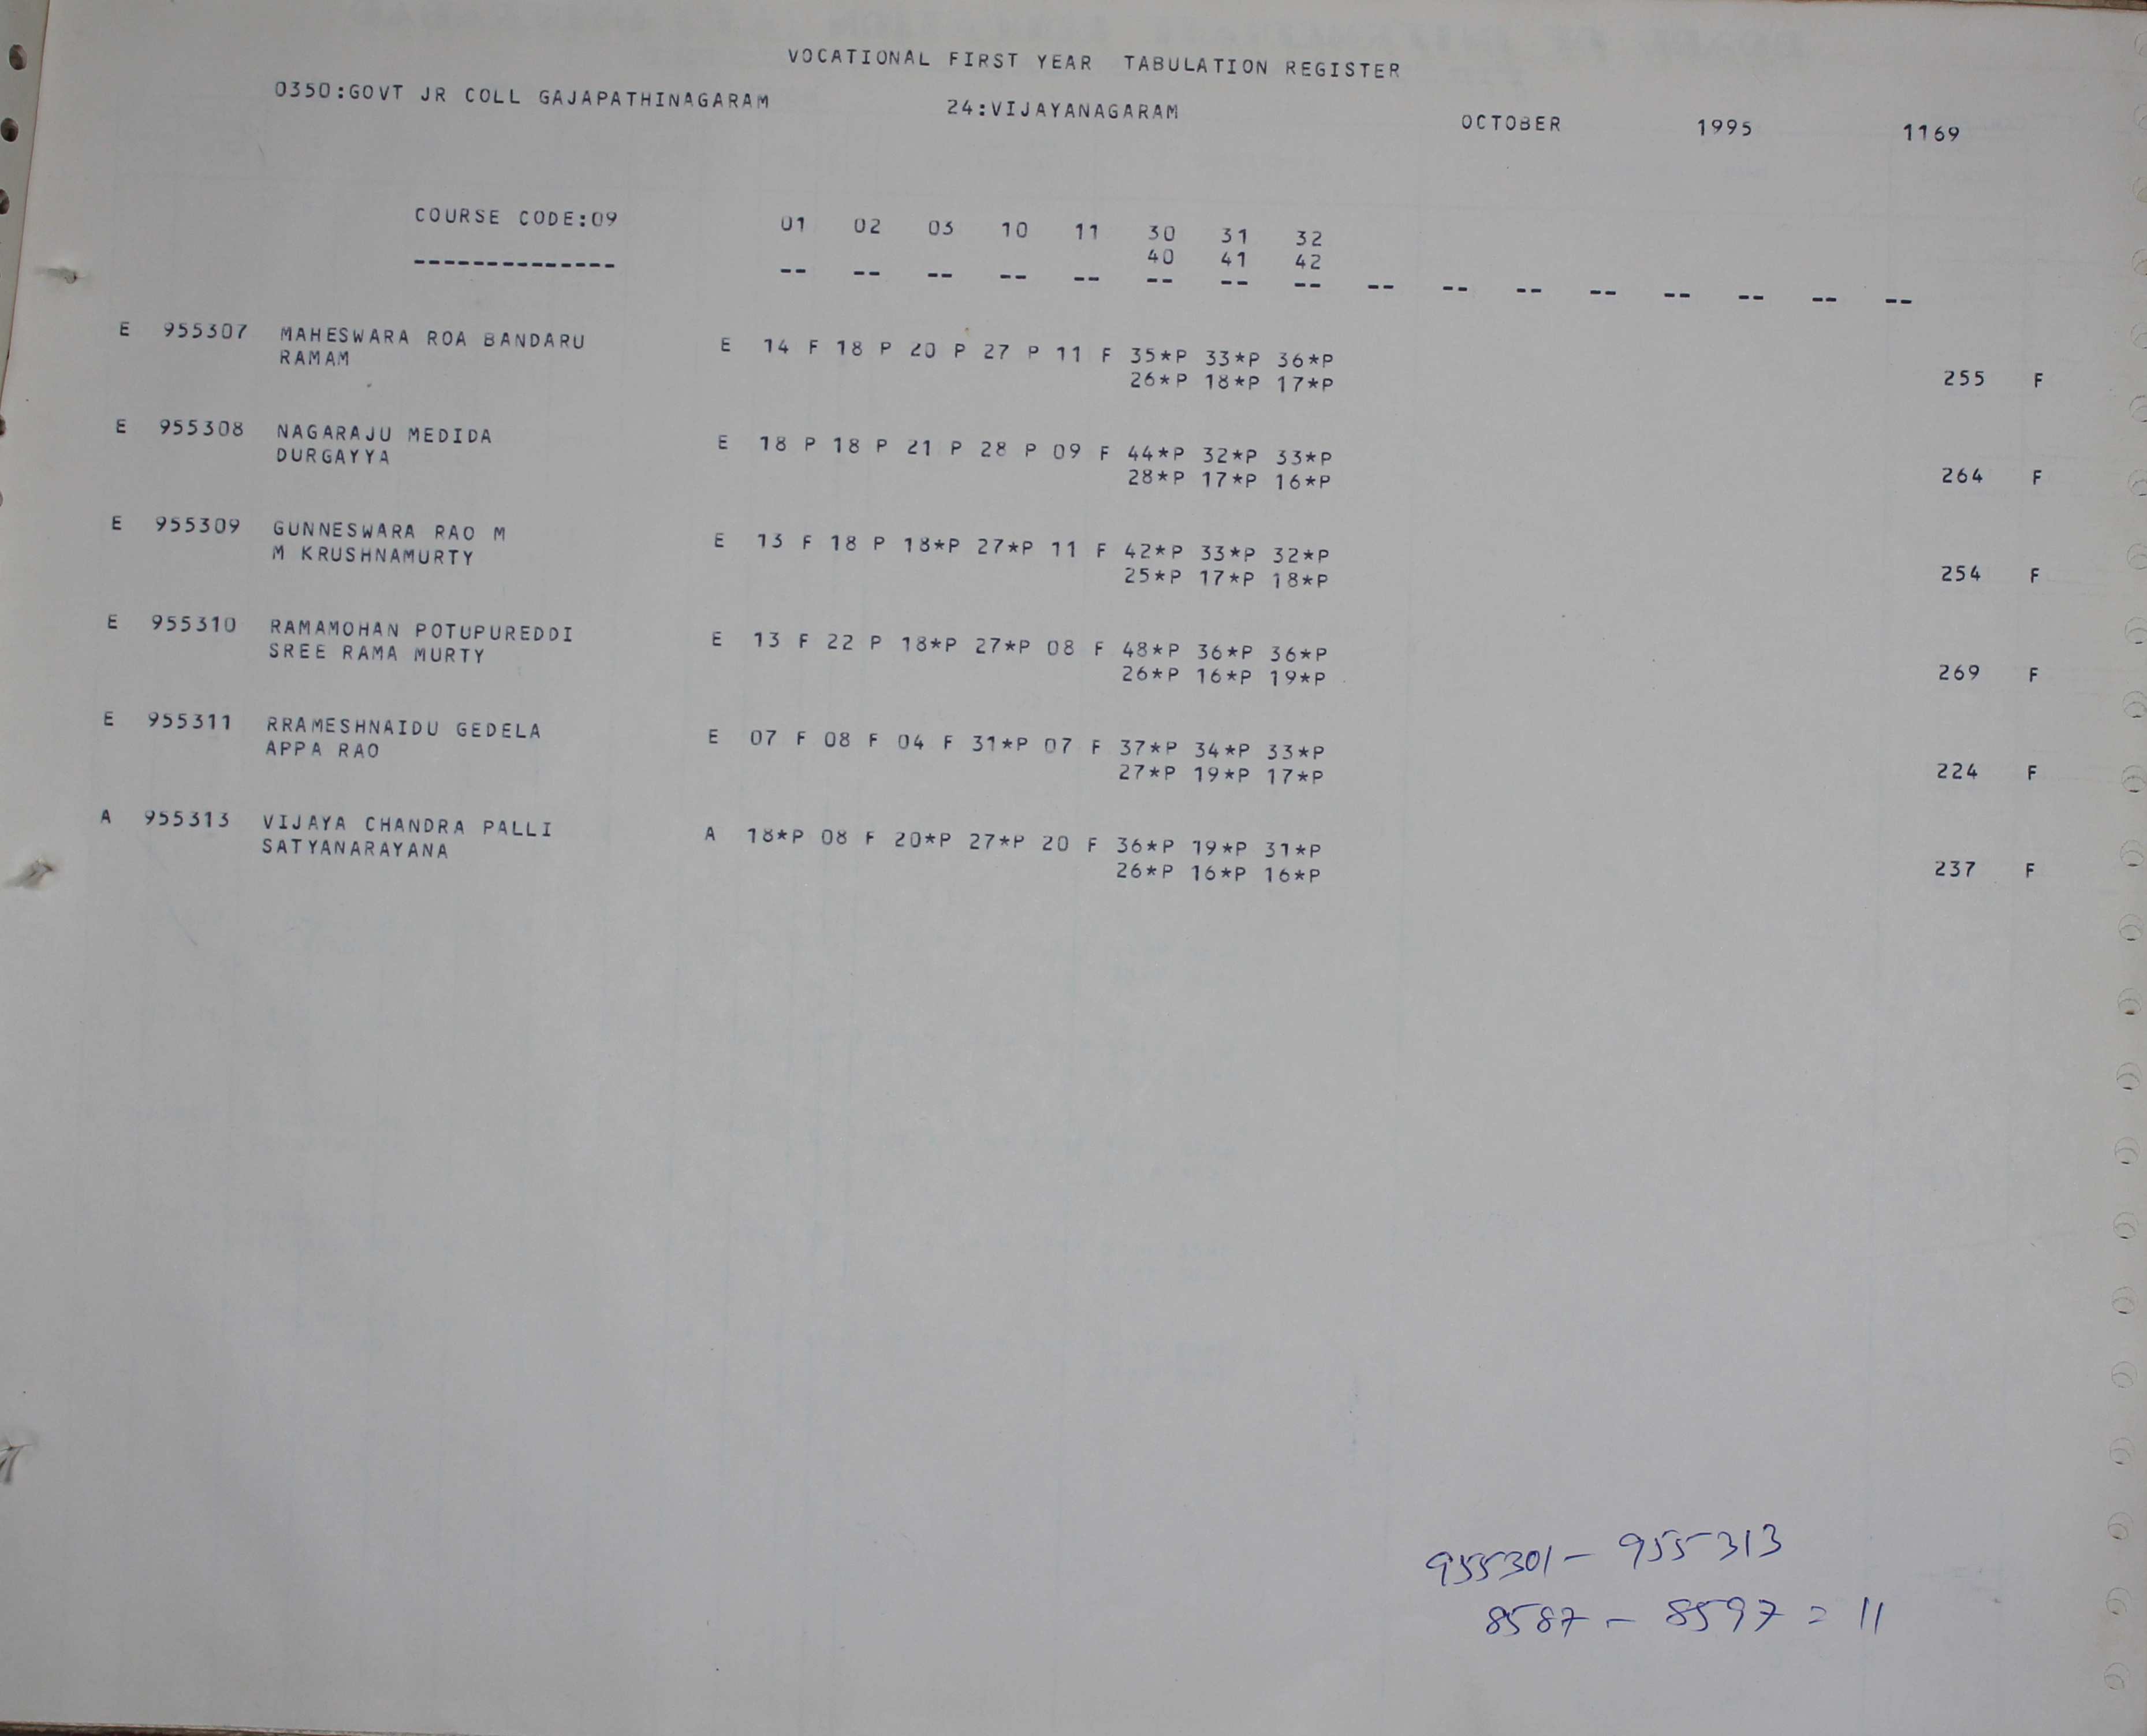 VOCATIONAL FIRST YEAR TABULATION REGISTER
0350:GOVT JR COLL GAJAPATHINAGARAM 24:VIJAYANAGARAM OCTOBER 1995 1169
COURSE CODE:09 01 02 03 10 11 30 31 32
40 41 42
-------------- -- -- -- -- -- -- -- -- -- -- -- -- -- -- -- --
E 955307 MAHESWARA ROA BANDARU E 14 F 18 P 20 P 27 P 11 F 35*P 33*P 36*P
RAMAM 26*P 18*P 17*P 255 F
E 955308 NAGARAJU MEDIDA E 18 P 18 P 21 P 28 P 09 F 44*P 32*P 33*P
DURGAYYA 28*P 17*P 16*P 264 F
E 955309 GUNNESWARA RAO M E 13 F 18 P 18*P 27*P 11 F 42*P 33*P 32*P
M KRUSHNAMURTY 25*P 17*P 18*P 254 F
E 955310 RAMAMOHAN POTUPUREDDI E 13 F 22 P 18*P 27*P 08 F 48*P 36*P 36*P
SREE RAMA MURTY 26*P 16*P 19*P 269 F
E 955311 RRAMESHNAIDU GEDELA E 07 F 08 F 04 F 31*P 07 F 37*P 34*P 33*P
APPA RAO 27*P 19*P 17*P 224 F
A 955313 VIJAYA CHANDRA PALLI A 18*P 08 F 20*P 27*P 20 F 36*P 19*P 31*P
SATYANARAYANA 26*P 16*P 16*P 237 F
955301 - 955313
8587 - 8597 = 11